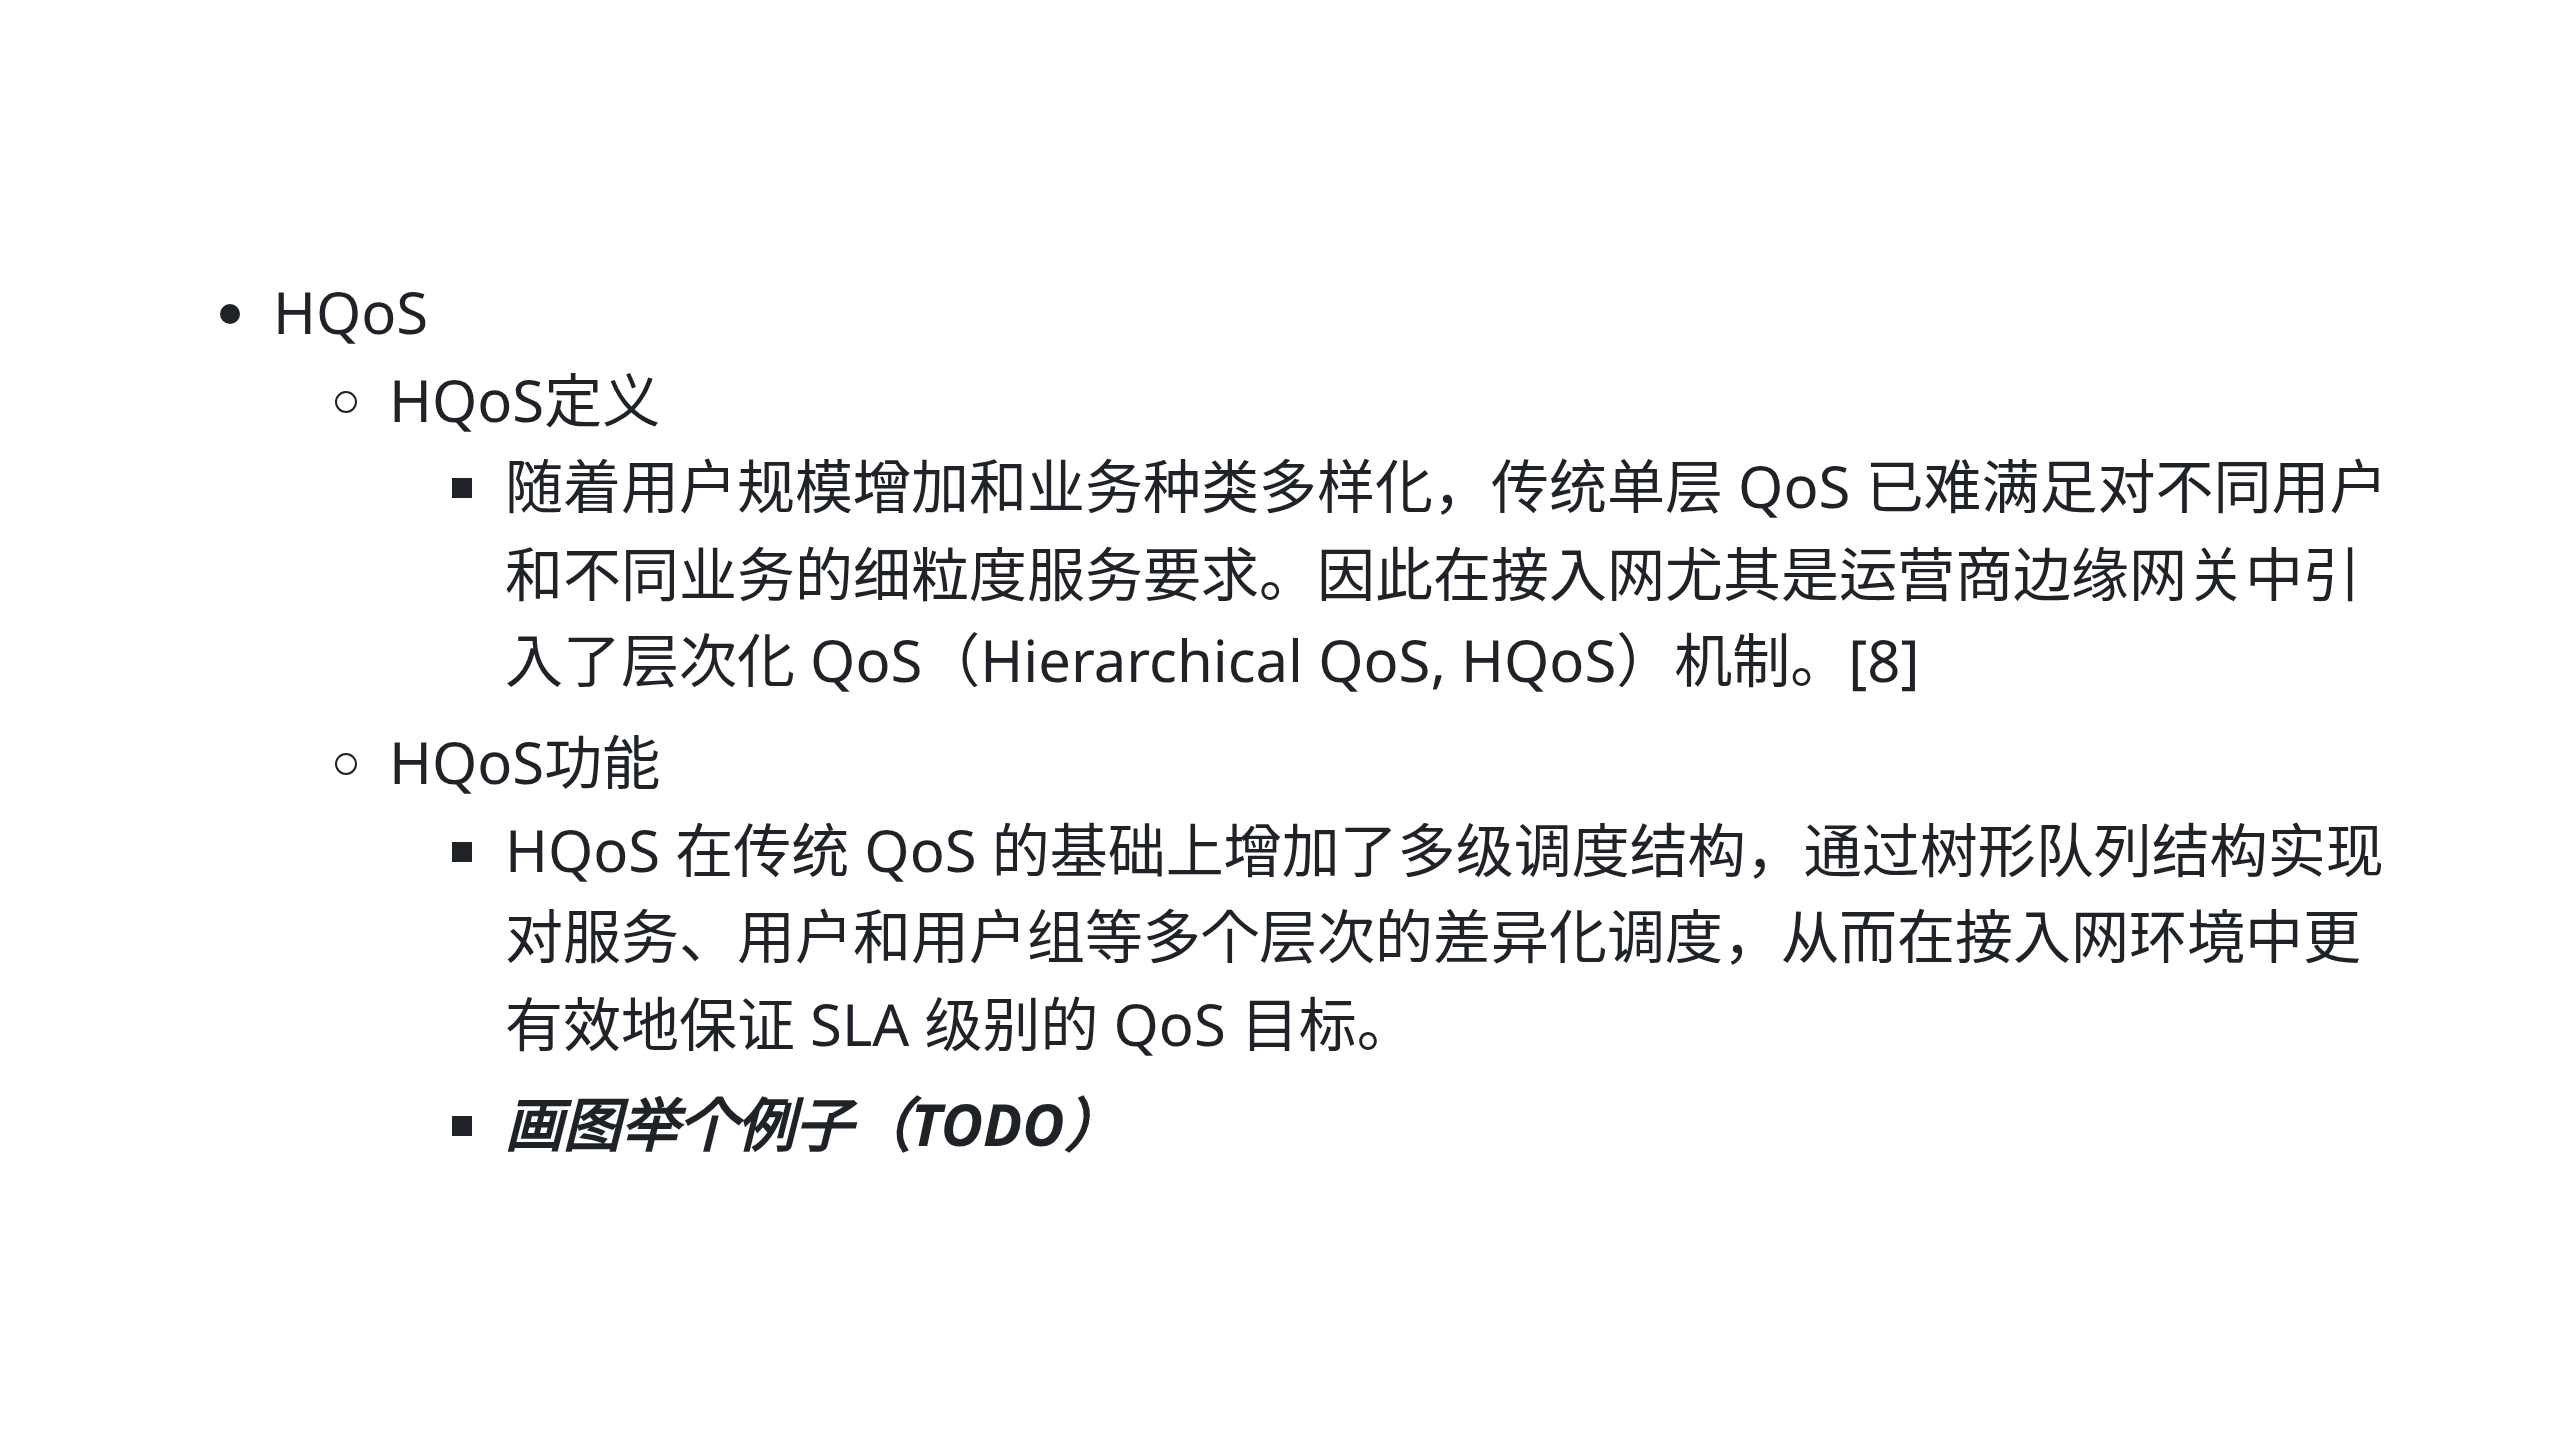 HQoS
HQoS定义
随着用户规模增加和业务种类多样化，传统单层 QoS 已难满足对不同用户
和不同业务的细粒度服务要求。因此在接入网尤其是运营商边缘网关中引
入了层次化 QoS（Hierarchical QoS, HQoS）机制。[8]
HQoS功能
HQoS 在传统 QoS 的基础上增加了多级调度结构，通过树形队列结构实现
对服务、用户和用户组等多个层次的差异化调度，从而在接入网环境中更
有效地保证 SLA 级别的 QoS 目标。
画图举个例子（TODO）